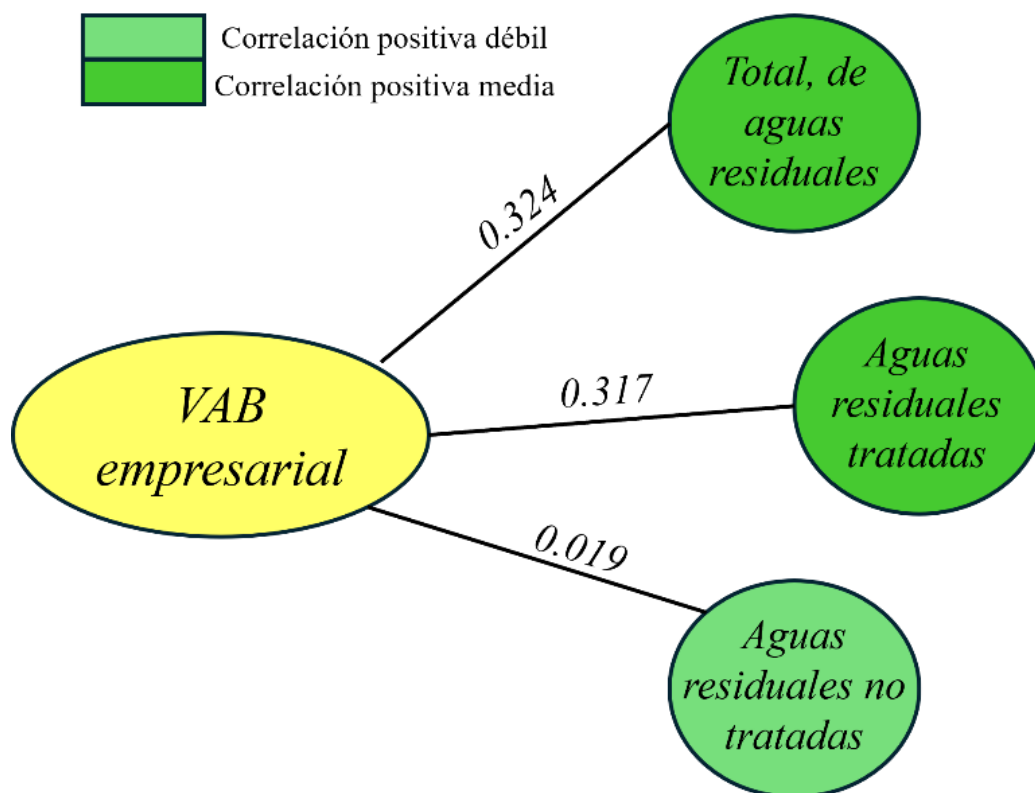 Correlación positiva débil
Correlación positiva media
Total, de
aguas
residuales
0.324
VAB
empresarial
0.317
Aguas
residuales
tratadas
0.019
Aguas
residuales no
tratadas